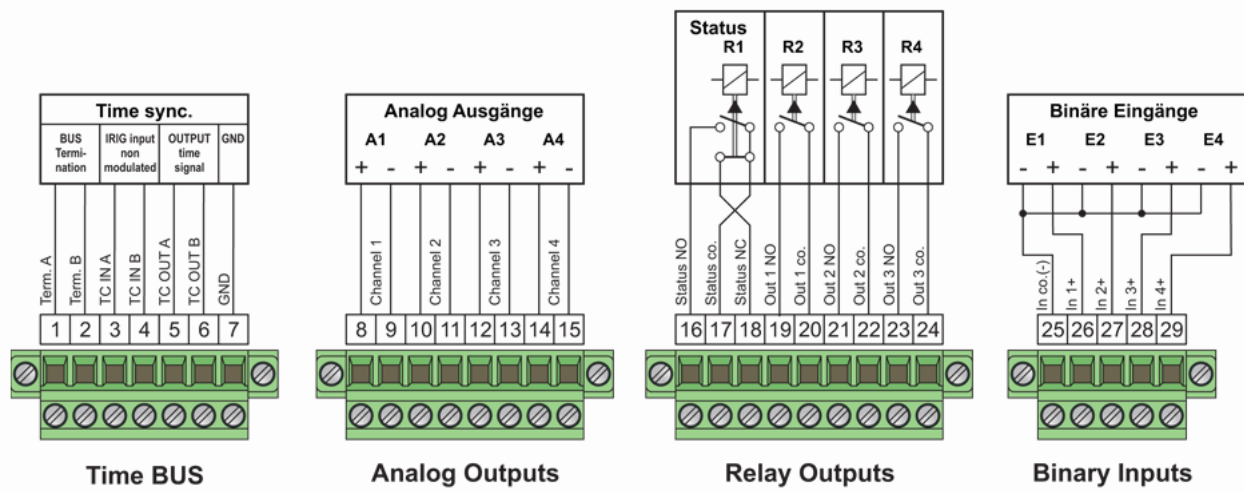 Time sync.
BUS
Termi-
nation
IRIG input
non
modulated
OUTPUT
time
signal
GND
Term. A
Term. B
TC IN A
TC IN B
TC OUT A
TC OUT B
GND
1 2 3 4 5 6 7
Time BUS
Analog Ausgänge
A1 A2 A3 A4
+ - + - + - + -
Channel 1
Channel 2
Channel 3
Channel 4
8 9 10 11 12 13 14 15
Analog Outputs
Status
R1 R2 R3 R4
Status NO
Status co.
Status NC
Out 1 NO
Out 1 co.
Out 2 NO
Out 2 co.
Out 3 NO
Out 3 co.
16 17 18 19 20 21 22 23 24
Relay Outputs
Binäre Eingänge
E1 E2 E3 E4
- + - + - + - +
In co.(-)
In 1+
In 2+
In 3+
In 4+
25 26 27 28 29
Binary Inputs